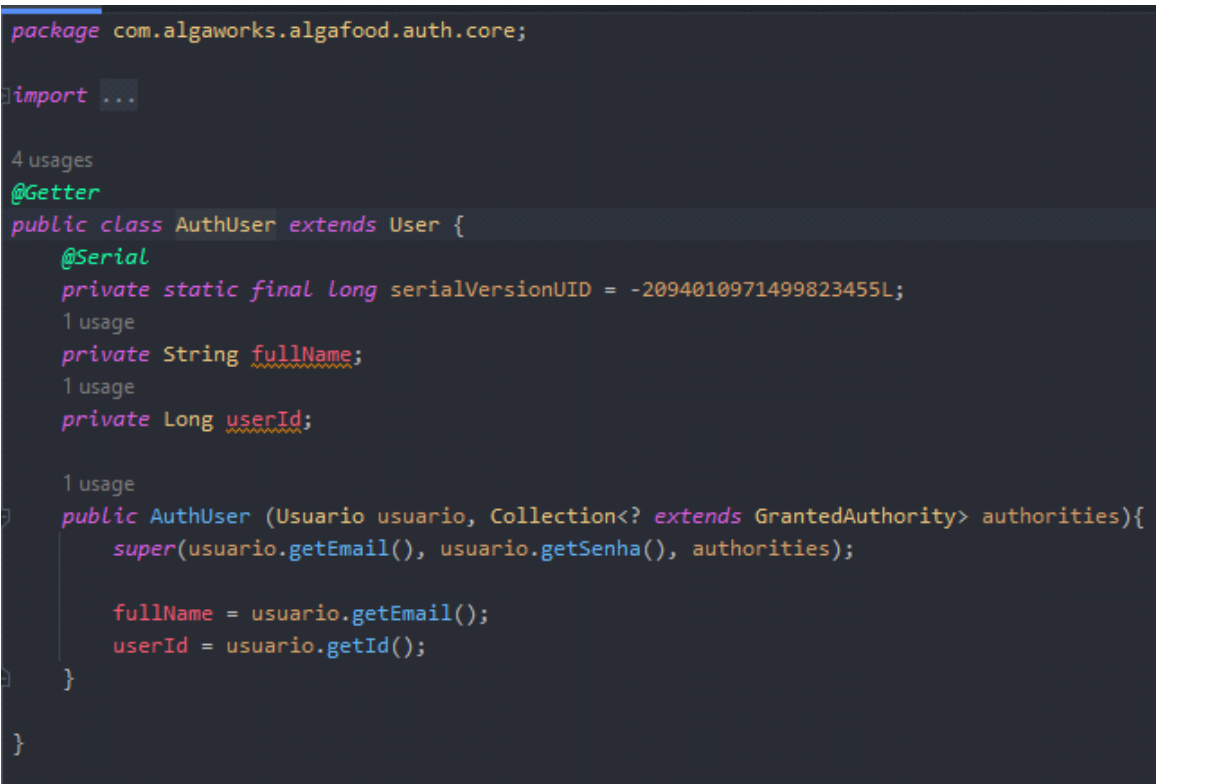 package com.algaworks.algafood.auth.core;
import ...
4 usages
@Getter
public class AuthUser extends User {
@Serial
private static final long serialVersionUID = -2094010971499823455L;
1 usage
private String fullName;
1 usage
private Long userId;
1 usage
public AuthUser (Usuario usuario, Collection<? extends GrantedAuthority> authorities){
super(usuario.getEmail(), usuario.getSenha(), authorities);
fullName = usuario.getEmail();
userId = usuario.getId();
}
}